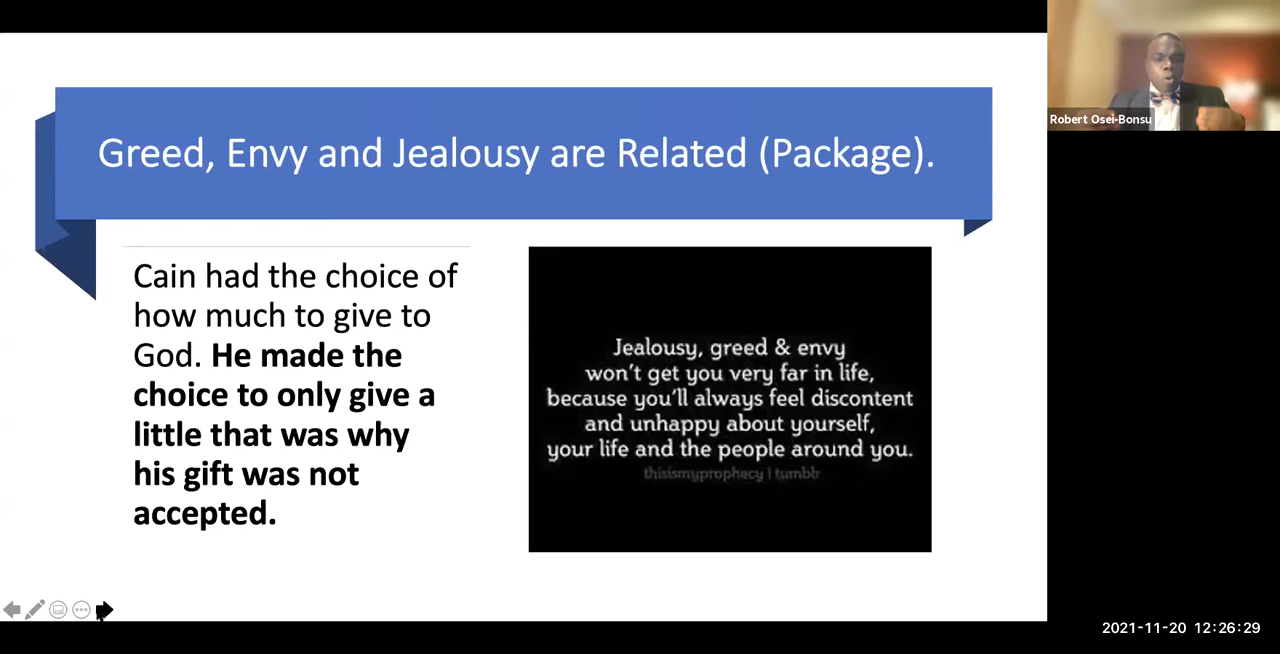 Greed, Envy and Jealousy are Related (Package).
Cain had the choice of
how much to give to
God. He made the
choice to only give a
little that was why
his gift was not
accepted.
Jealousy, greed & envy
won't get you very far in life,
because you'll always feel discontent
and unhappy about yourself,
your life and the people around you.
thisismyprophecy | tumblr
Robert Osei-Bonsu
2021-11-20 12:26:29